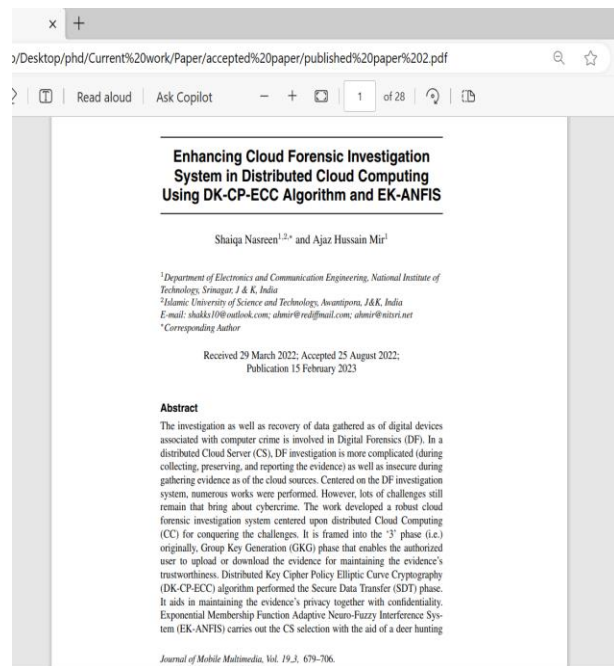 o/Desktop/phd/Current%20work/Paper/accepted%20paper/published%20paper%202.pdf
Read aloud
Ask Copilot
1
of 28
Enhancing Cloud Forensic Investigation
System in Distributed Cloud Computing
Using DK-CP-ECC Algorithm and EK-ANFIS
Shaiqa Nasreen1,2,* and Ajaz Hussain Mir1
1Department of Electronics and Communication Engineering, National Institute of
Technology, Srinagar, J & K, India
2Islamic University of Science and Technology, Awantipora, J&K, India
E-mail: shakks10@outlook.com; ahmir@rediffmail.com; ahmir@nitsri.net
*Corresponding Author
Received 29 March 2022; Accepted 25 August 2022;
Publication 15 February 2023
Abstract
The investigation as well as recovery of data gathered as of digital devices
associated with computer crime is involved in Digital Forensics (DF). In a
distributed Cloud Server (CS), DF investigation is more complicated (during
collecting, preserving, and reporting the evidence) as well as insecure during
gathering evidence as of the cloud sources. Centered on the DF investigation
system, numerous works were performed. However, lots of challenges still
remain that bring about cybercrime. The work developed a robust cloud
forensic investigation system centered upon distributed Cloud Computing
(CC) for conquering the challenges. It is framed into the '3' phase (i.e.)
originally, Group Key Generation (GKG) phase that enables the authorized
user to upload or download the evidence for maintaining the evidence's
trustworthiness. Distributed Key Cipher Policy Elliptic Curve Cryptography
(DK-CP-ECC) algorithm performed the Secure Data Transfer (SDT) phase.
It aids in maintaining the evidence's privacy together with confidentiality.
Exponential Membership Function Adaptive Neuro-Fuzzy Interference Sys-
tem (EK-ANFIS) carries out the CS selection with the aid of a deer hunting
Journal of Mobile Multimedia, Vol. 19_3, 679–706.